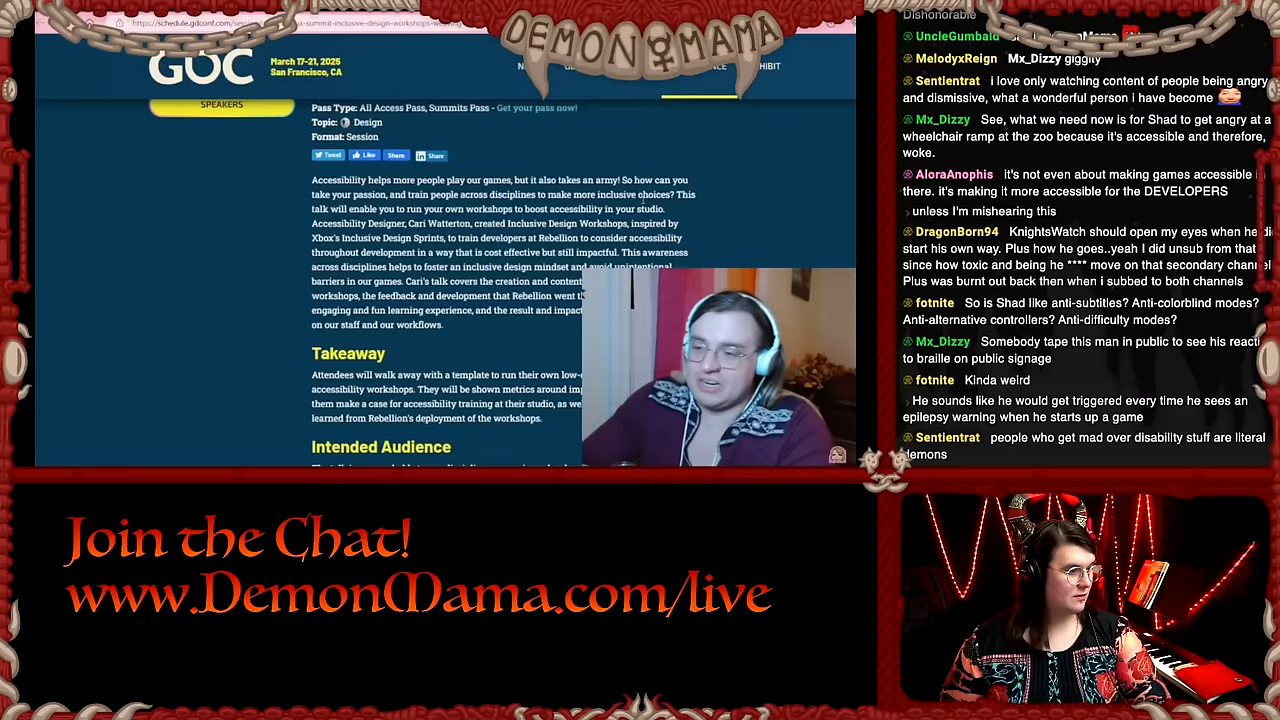 https://schedule.gdconf.com/
-summit-inclusive-design-workshops-
DEMON MAMA
GDC
March 17-21, 2025
San Francisco, CA
HIBIT
SPEAKERS
Pass Type: All Access Pass, Summits Pass - Get your pass now!
Topic: Design
Format: Session
Tweet Like Share Share
Accessibility helps more people play our games, but it also takes an army! So how can you
take your passion, and train people across disciplines to make more inclusive choices? This
talk will enable you to run your own workshops to boost accessibility in your studio.
Accessibility Designer, Cari Watterton, created Inclusive Design Workshops, inspired by
Xbox's Inclusive Design Sprints, to train developers at Rebellion to consider accessibility
throughout development in a way that is cost effective but still impactful. This awareness
across disciplines helps to foster an inclusive design mindset and avoid unintentional
barriers in our games. Cari's talk covers the creation and content
workshops, the feedback and development that Rebellion went
engaging and fun learning experience, and the result and impact
on our staff and our workflows.
Takeaway
Attendees will walk away with a template to run their own low-
accessibility workshops. They will be shown metrics around
them make a case for accessibility training at their studio, as
learned from Rebellion's deployment of the workshops.
Intended Audience
Dishonorable
UncleGumbald
MelodyxReign Mx_Dizzy giggily
Sentientrat i love only watching content of people being angry
and dismissive, what a wonderful person i have become
Mx_Dizzy See, what we need now is for Shad to get angry at a
wheelchair ramp at the zoo because it's accessible and therefore,
woke.
AloraAnophis it's not even about making games accessible
there. it's making it more accessible for the DEVELOPERS
unless I'm mishearing this
DragonBorn94 KnightsWatch should open my eyes when he
start his own way. Plus how he goes..yeah I did unsub from that
since how toxic and being he **** move on that secondary channel
Plus was burnt out back then when i subbed to both channels
fotnite So is Shad like anti-subtitles? Anti-colorblind modes?
Anti-alternative controllers? Anti-difficulty modes?
Mx_Dizzy Somebody tape this man in public to see his react
to braille on public signage
fotnite Kinda weird
He sounds like he would get triggered every time he sees an
epilepsy warning when he starts up a game
Sentientrat people who get mad over disability stuff are literal
demons
Join the Chat!
www.DemonMama.com/live